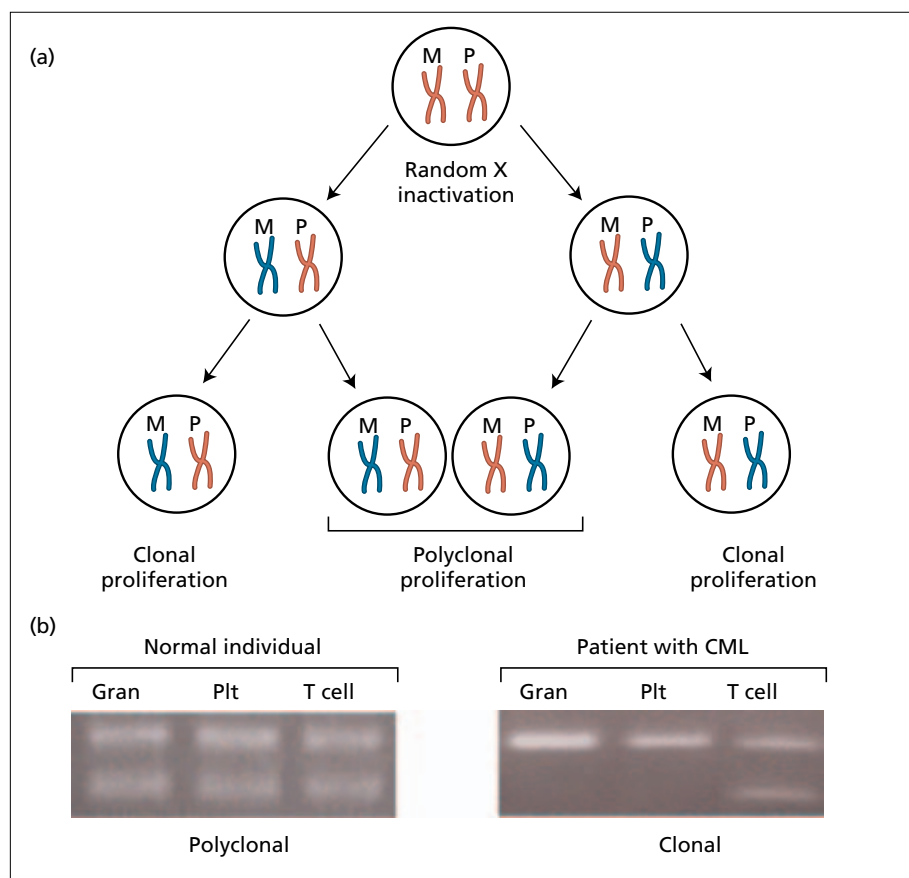 (a)
M P
Random X
inactivation
M P
M P
M P
M P
M P
M P
Clonal
proliferation
Polyclonal
proliferation
Clonal
proliferation
(b)
Normal individual
Patient with CML
Gran Plt T cell
Gran Plt T cell
Polyclonal
Clonal